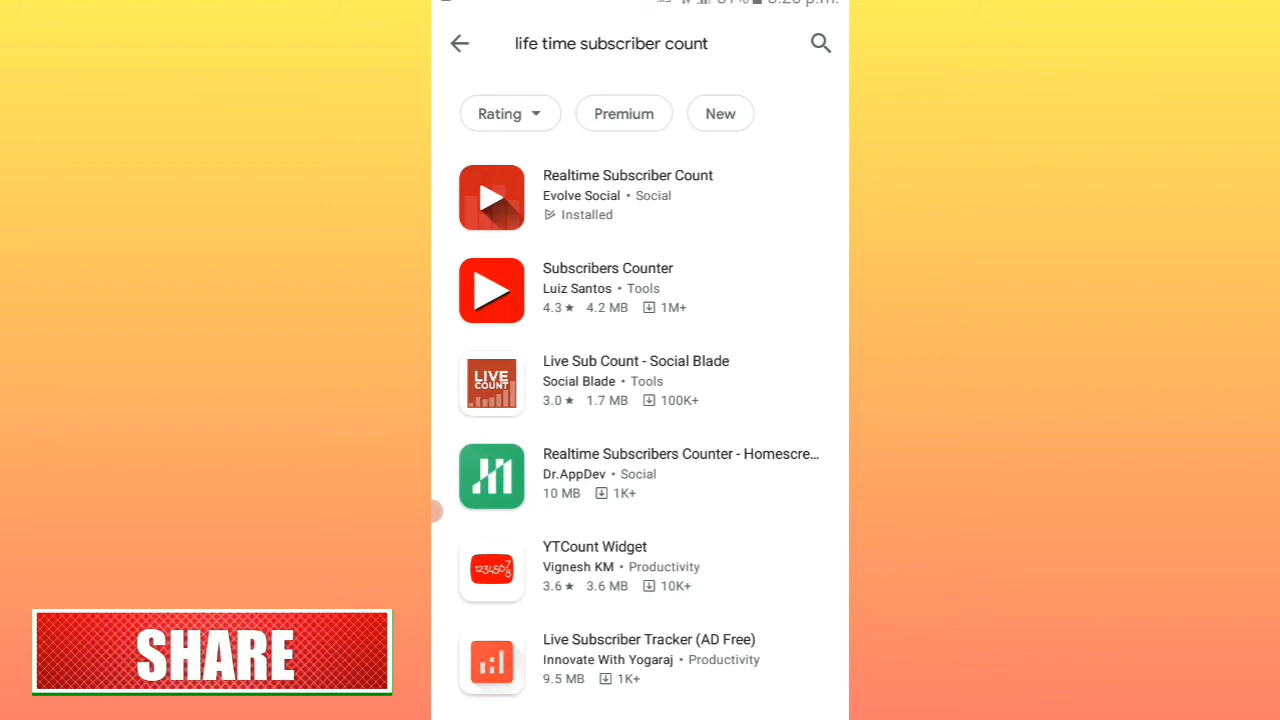 life time subscriber count
Rating
Premium
New
Realtime Subscriber Count
Evolve Social • Social
Installed
Subscribers Counter
Luiz Santos • Tools
4.3 ★ 4.2 MB 1M+
LIVE
COUNT
Live Sub Count - Social Blade
Social Blade • Tools
3.0 ★ 1.7 MB 100K+
Realtime Subscribers Counter - Homescre...
Dr.AppDev • Social
10 MB 1K+
12345678
YTCount Widget
Vignesh KM • Productivity
3.6 ★ 3.6 MB 10K+
Live Subscriber Tracker (AD Free)
Innovate With Yogaraj • Productivity
9.5 MB 1K+
SHARE